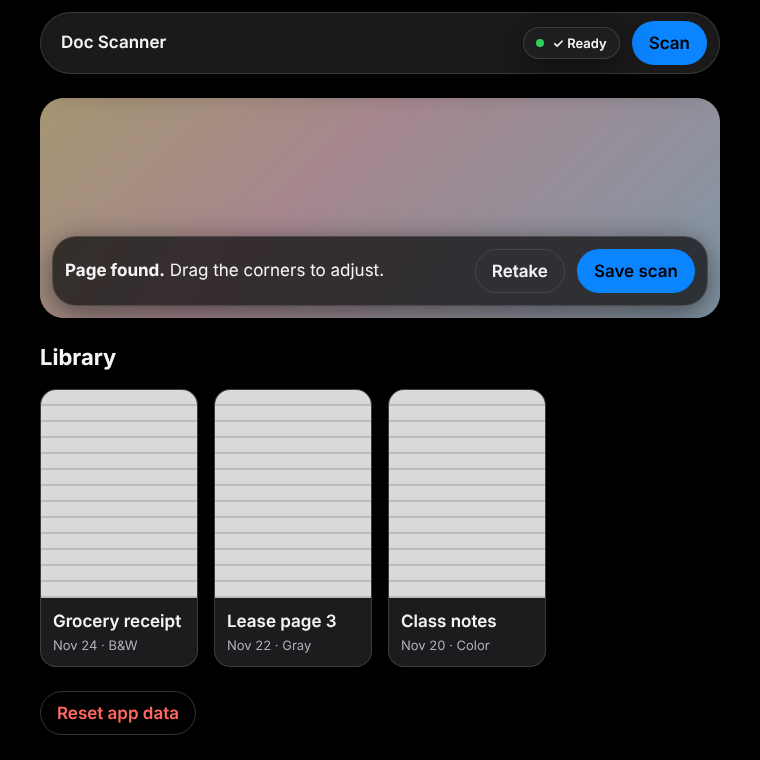 Doc Scanner
✓ Ready
Scan
Page found. Drag the corners to adjust.
Retake
Save scan
Library
Grocery receipt
Nov 24 · B&W
Lease page 3
Nov 22 · Gray
Class notes
Nov 20 · Color
Reset app data